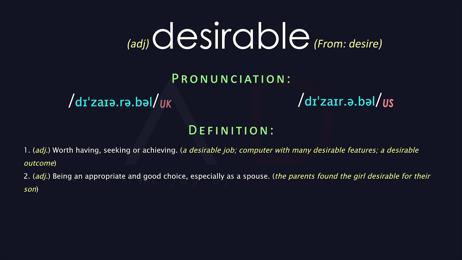 (adj) desirable (From: desire)
PRONUNCIATION:
/dɪˈzaɪə.rə.bəl/UK /dɪˈzaɪr.ə.bəl/US
DEFINITION:
1. (adj.) Worth having, seeking or achieving. (a desirable job; computer with many desirable features; a desirable
outcome)
2. (adj.) Being an appropriate and good choice, especially as a spouse. (the parents found the girl desirable for their
son)